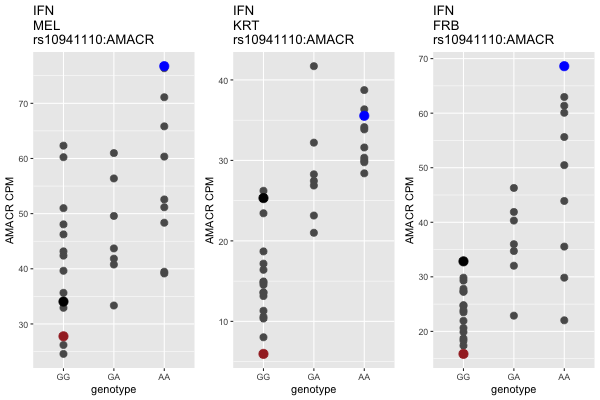 IFN
MEL
rs10941110:AMACR
AMACR CPM
70
60
50
40
30
GG
GA
AA
genotype
IFN
KRT
rs10941110:AMACR
AMACR CPM
40
30
20
10
GG
GA
AA
genotype
IFN
FRB
rs10941110:AMACR
AMACR CPM
70
60
50
40
30
20
GG
GA
AA
genotype